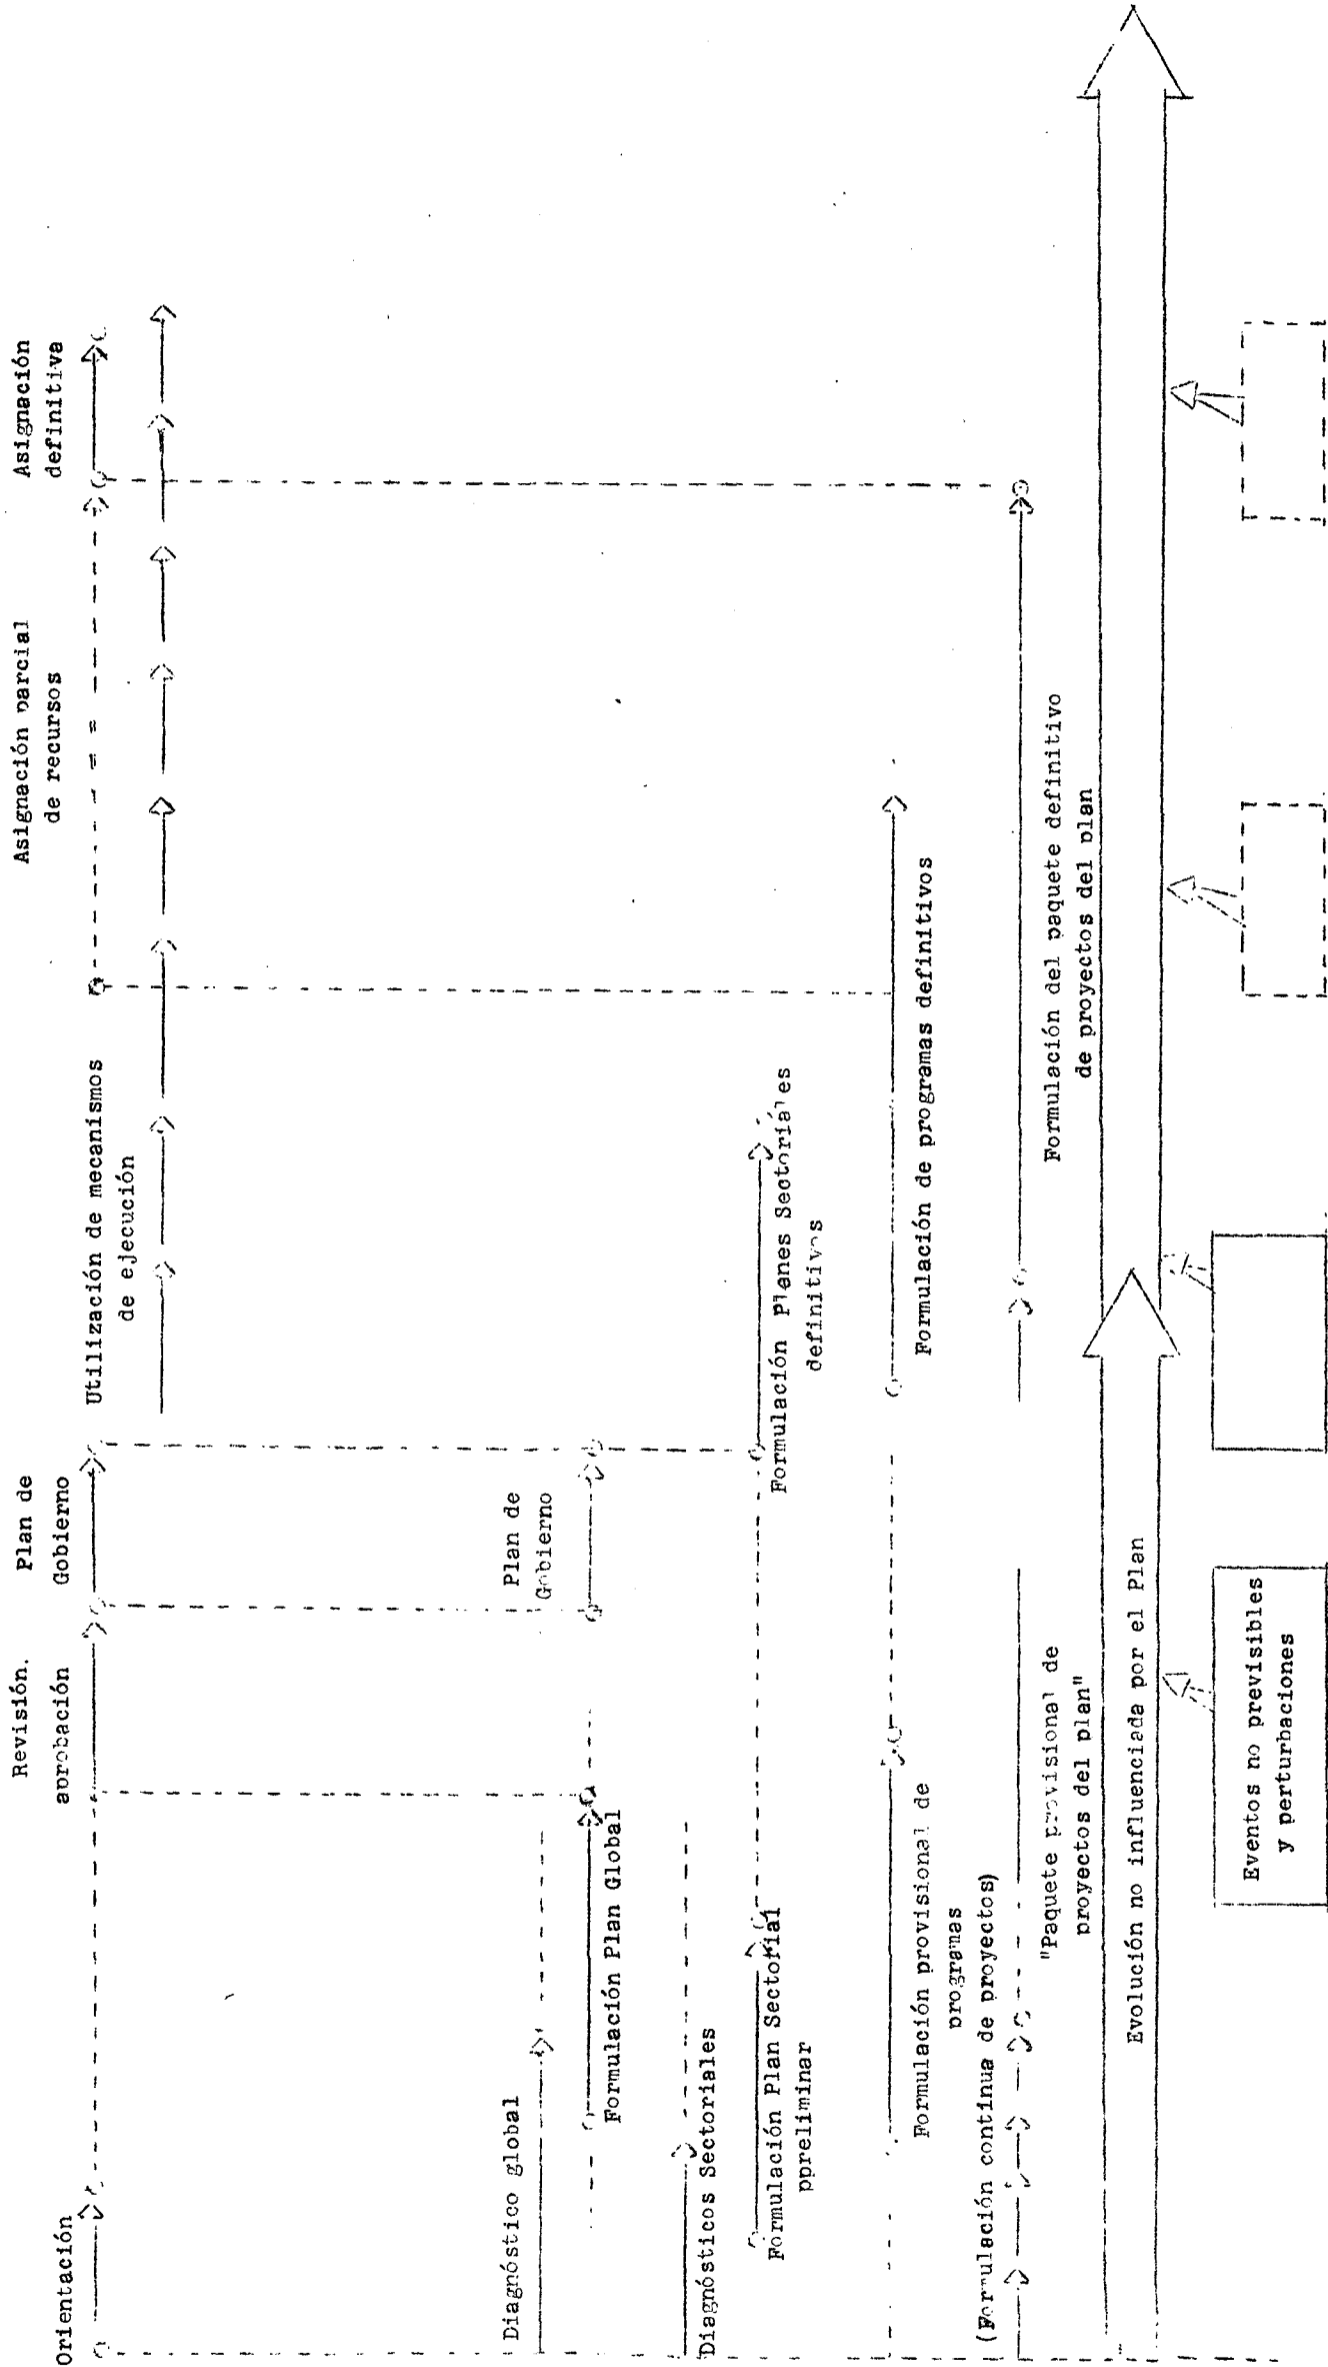 Orientación
Revisión.
aprobación
Plan de
Gobierno
Utilización de mecanismos
de ejecución
Asignación parcial
de recursos
Asignación
definitiva
Diagnóstico global
Plan de
Gobierno
Formulación Plan Global
Diagnósticos Sectoriales
Formulación Plan Sectorial
ppreliminar
Formulación Planes Sectoriales
definitivos
Formulación provisional de
programas
Formulación de programas definitivos
(Formulación continua de proyectos)
"Paquete provisional de
proyectos del plan"
Formulación del paquete definitivo
de proyectos del plan
Evolución no influenciada por el Plan
Eventos no previsibles
y perturbaciones